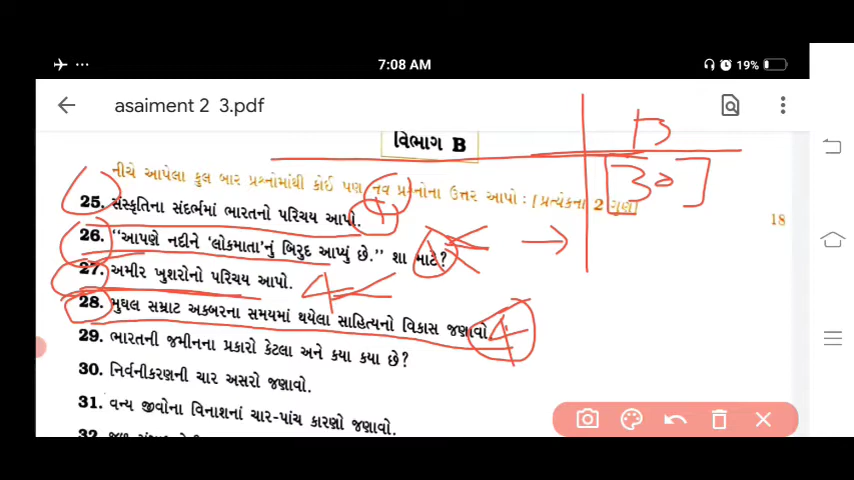 7:08 AM
19%
asaiment 2 3.pdf
વિભાગ B
B
30
નીચે આપેલા કુલ બાર પ્રશ્નોમાંથી કોઈ પણ નવ પ્રશ્નોના ઉત્તર આપો : [પ્રત્યેકના 2 ગુણ]
18
25. સંસ્કૃતિના સંદર્ભમાં ભારતનો પરિચય આપો.
26. “આપણે નદીને ‘લોકમાતા’નું બિરુદ આપ્યું છે.” શા માટે?
27. અમીર ખુશરોનો પરિચય આપો.
28. મુઘલ સમ્રાટ અકબરના સમયમાં થયેલા સાહિત્યનો વિકાસ જણાવો.
29. ભારતની જમીનના પ્રકારો કેટલા અને કયા કયા છે?
30. નિર્વનીકરણની ચાર અસરો જણાવો.
31. વન્ય જીવોના વિનાશનાં ચાર-પાંચ કારણો જણાવો.
32.